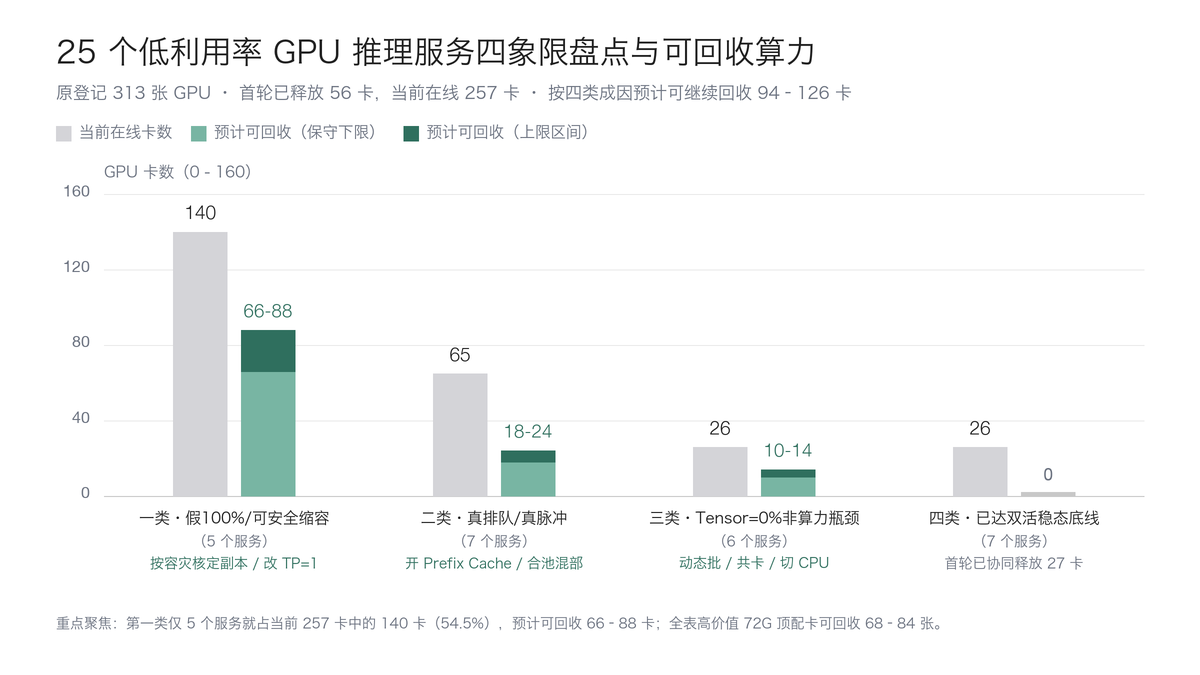 25 个低利用率 GPU 推理服务四象限盘点与可回收算力
原登记 313 张 GPU · 首轮已释放 56 卡，当前在线 257 卡 · 按四类成因预计可继续回收 94 - 126 卡
当前在线卡数 预计可回收（保守下限） 预计可回收（上限区间）
GPU 卡数（0 - 160）
160
140
120
66-88
80
65
40
18-24
26
10-14
26
0
0
一类·假100%/可安全缩容 二类·真排队/真脉冲 三类·Tensor=0%非算力瓶颈 四类·已达双活稳态底线
（5 个服务） （7 个服务） （6 个服务） （7 个服务）
按容灾核定副本 / 改 TP=1 开 Prefix Cache / 合池混部 动态批 / 共卡 / 切 CPU 首轮已协同释放 27 卡
重点聚焦：第一类仅 5 个服务就占当前 257 卡中的 140 卡（54.5%），预计可回收 66 - 88 卡；全表高价值 72G 顶配卡可回收 68 - 84 张。